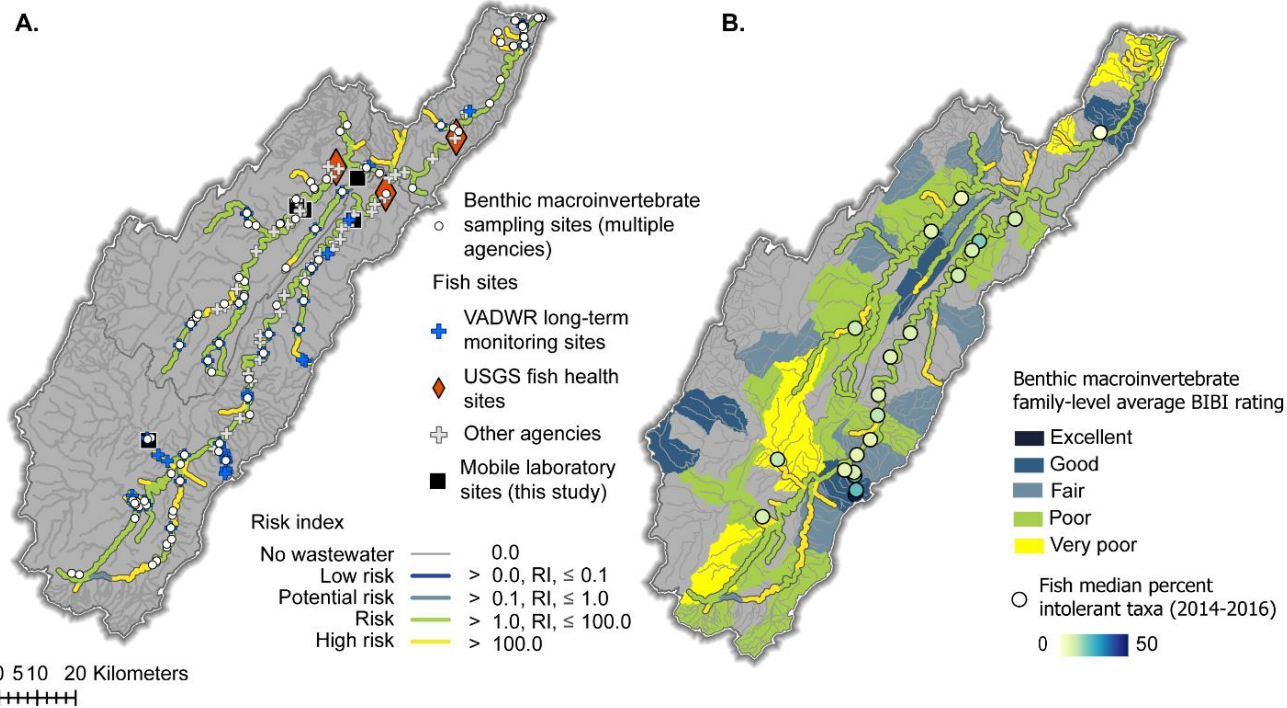 A.
Benthic macroinvertebrate
sampling sites (multiple
agencies)
Fish sites
VADWR long-term
monitoring sites
USGS fish health
sites
Other agencies
Mobile laboratory
sites (this study)
Risk index
No wastewater 0.0
Low risk > 0.0, RI, ≤ 0.1
Potential risk > 0.1, RI, ≤ 1.0
Risk > 1.0, RI, ≤ 100.0
High risk > 100.0
0 5 10 20 Kilometers
B.
Benthic macroinvertebrate
family-level average BIBI rating
Excellent
Good
Fair
Poor
Very poor
Fish median percent
intolerant taxa (2014-2016)
0 50